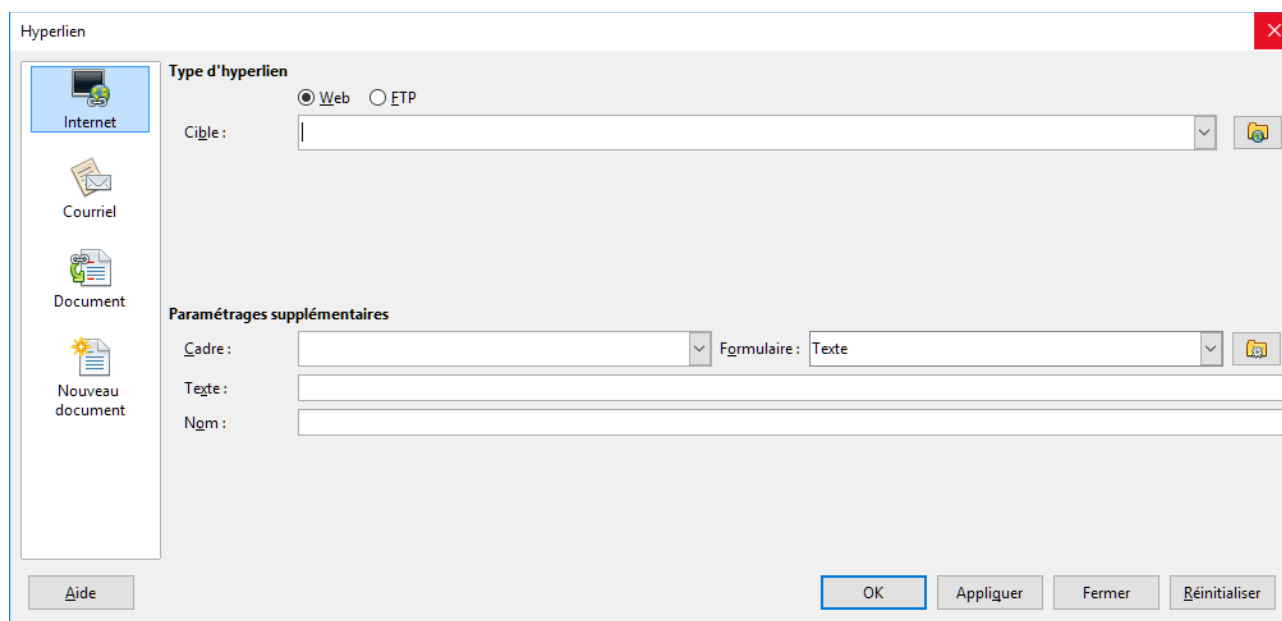 Hyperlien
Internet
Courriel
Document
Nouveau
document
Type d'hyperlien
Web FTP
Cible :
Paramétrages supplémentaires
Cadre : Formulaire : Texte
Texte :
Nom :
Aide OK Appliquer Fermer Réinitialiser